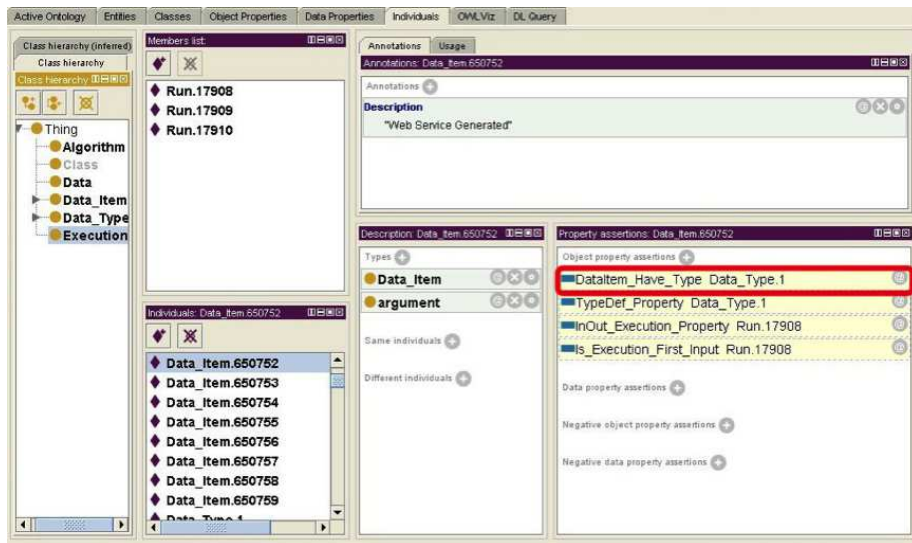 Active Ontology Entities Classes Object Properties Data Properties Individuals OWLViz DL Query
Class hierarchy (inferred)
Class hierarchy
Class hierarchy
Thing
Algorithm
Class
Data
Data_Item
Data_Type
Execution
Members list:
Run.17908
Run.17909
Run.17910
Individuals: Data_Item.650752
Data_Item.650752
Data_Item.650753
Data_Item.650754
Data_Item.650755
Data_Item.650756
Data_Item.650757
Data_Item.650758
Data_Item.650759
Data_Type.1
Annotations Usage
Annotations: Data_Item.650752
Annotations
Description
"Web Service Generated"
Description: Data_Item.650752
Types
Data_Item
argument
Same individuals
Different individuals
Property assertions: Data_Item.650752
Object property assertions
DataItem_Have_Type Data_Type.1
TypeDef_Property Data_Type.1
InOut_Execution_Property Run.17908
Is_Execution_First_Input Run.17908
Data property assertions
Negative object property assertions
Negative data property assertions